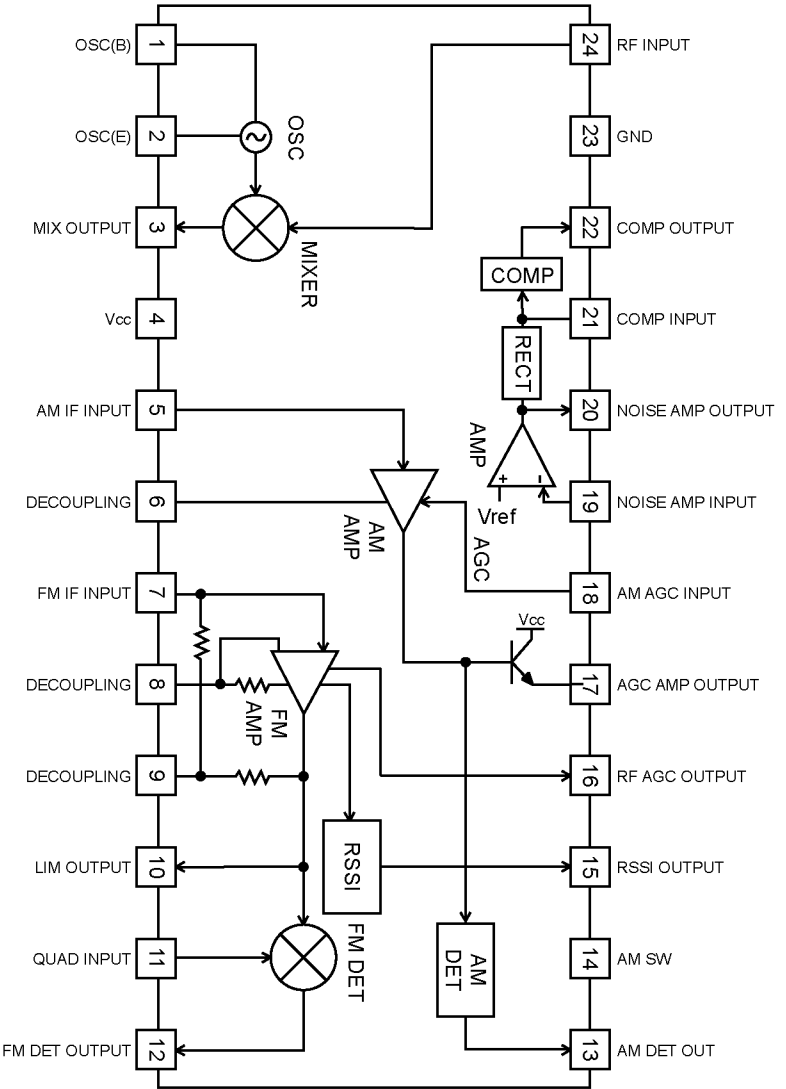 OSC(B)
1
OSC(E)
2
MIX OUTPUT
3
Vcc
4
AM IF INPUT
5
DECOUPLING
6
FM IF INPUT
7
DECOUPLING
8
DECOUPLING
9
LIM OUTPUT
10
QUAD INPUT
11
FM DET OUTPUT
12
24
RF INPUT
23
GND
22
COMP OUTPUT
21
COMP INPUT
20
NOISE AMP OUTPUT
19
NOISE AMP INPUT
18
AM AGC INPUT
17
AGC AMP OUTPUT
16
RF AGC OUTPUT
15
RSSI OUTPUT
14
AM SW
13
AM DET OUT
OSC
MIXER
COMP
RECT
AMP
+
-
Vref
AM
AMP
AGC
Vcc
FM
AMP
RSSI
FM DET
AM
DET